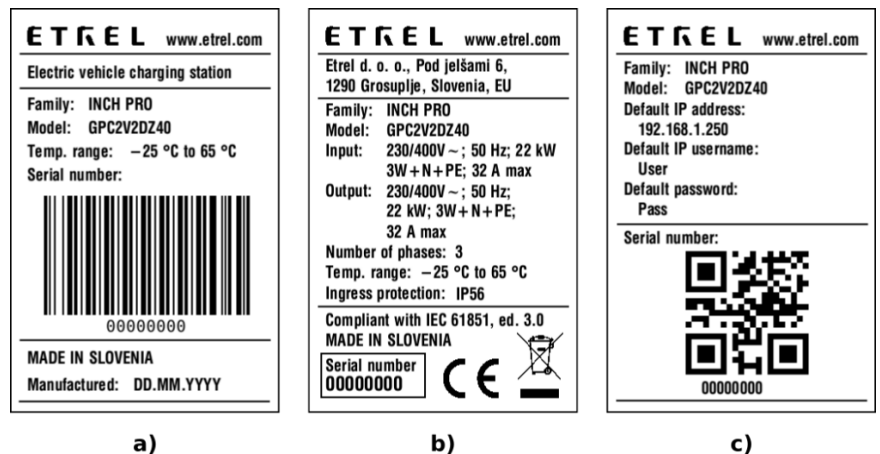 ETREL www.etrel.com
Electric vehicle charging station
Family: INCH PRO
Model: GPC2V2DZ40
Temp. range: −25 °C to 65 °C
Serial number:
00000000
MADE IN SLOVENIA
Manufactured: DD.MM.YYYY
a)
ETREL www.etrel.com
Etrel d. o. o., Pod jelšami 6,
1290 Grosuplje, Slovenia, EU
Family: INCH PRO
Model: GPC2V2DZ40
Input: 230/400V ~; 50 Hz; 22 kW
3W+N+PE; 32 A max
Output: 230/400V ~; 50 Hz;
22 kW; 3W+N+PE;
32 A max
Number of phases: 3
Temp. range: −25 °C to 65 °C
Ingress protection: IP56
Compliant with IEC 61851, ed. 3.0
MADE IN SLOVENIA
Serial number
00000000
CE
b)
ETREL www.etrel.com
Family: INCH PRO
Model: GPC2V2DZ40
Default IP address:
192.168.1.250
Default IP username:
User
Default password:
Pass
Serial number:
00000000
c)